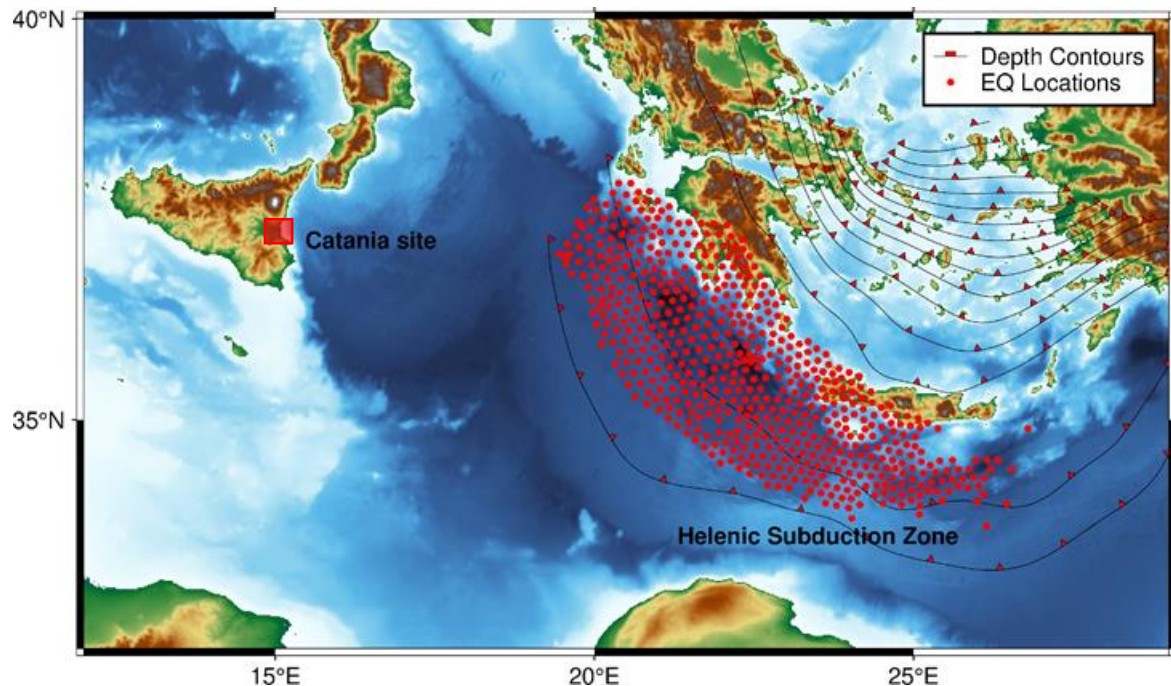 40°N
Depth Contours
EQ Locations
Catania site
35°N
Helenic Subduction Zone
15°E
20°E
25°E